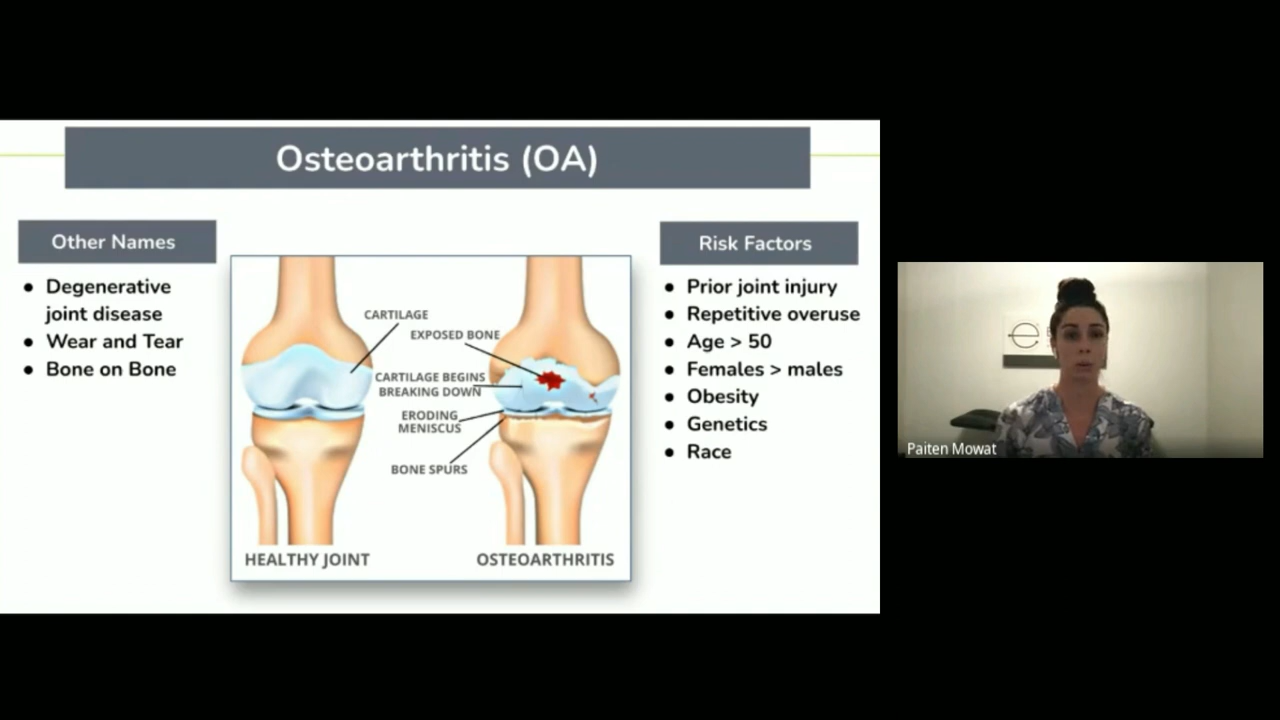 Osteoarthritis (OA)
Other Names
● Degenerative
joint disease
● Wear and Tear
● Bone on Bone
CARTILAGE
EXPOSED BONE
CARTILAGE BEGINS
BREAKING DOWN
ERODING
MENISCUS
BONE SPURS
HEALTHY JOINT
OSTEOARTHRITIS
Risk Factors
● Prior joint injury
● Repetitive overuse
● Age > 50
● Females > males
● Obesity
● Genetics
● Race
Paiten Mowat